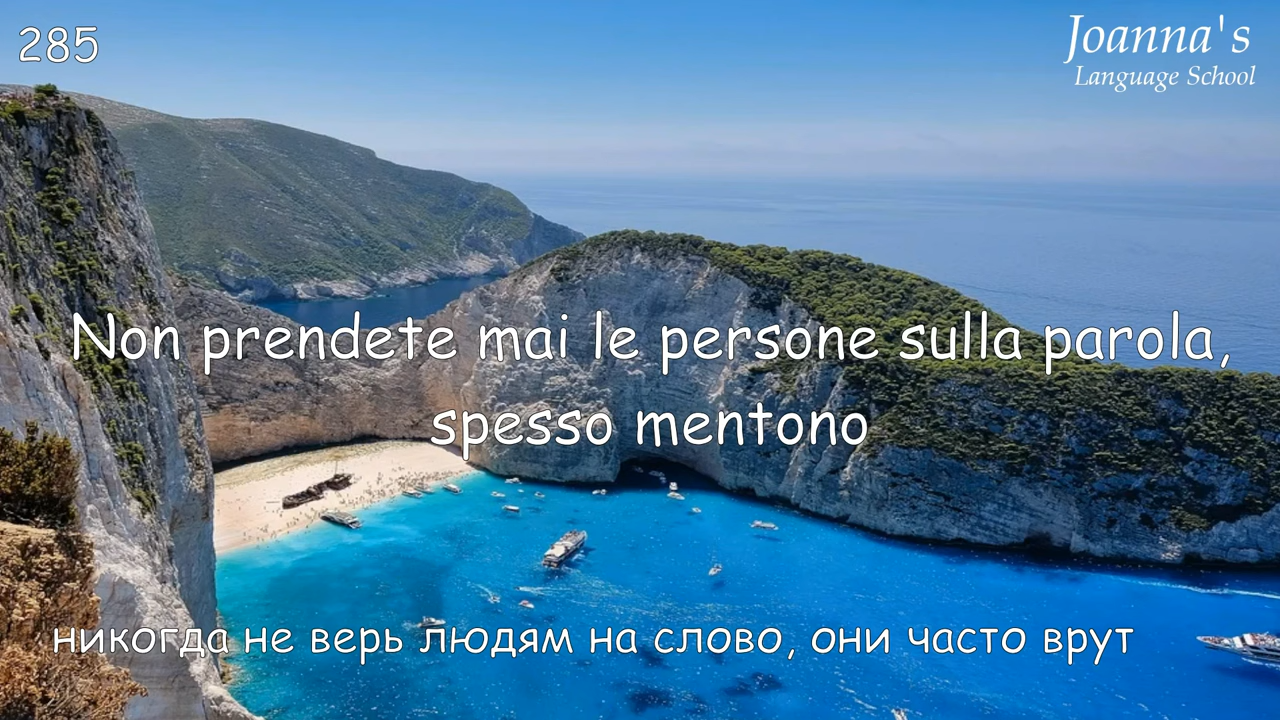 285
Joanna's
Language School
Non prendete mai le persone sulla parola,
spesso mentono
никогда не верь людям на слово, они часто врут